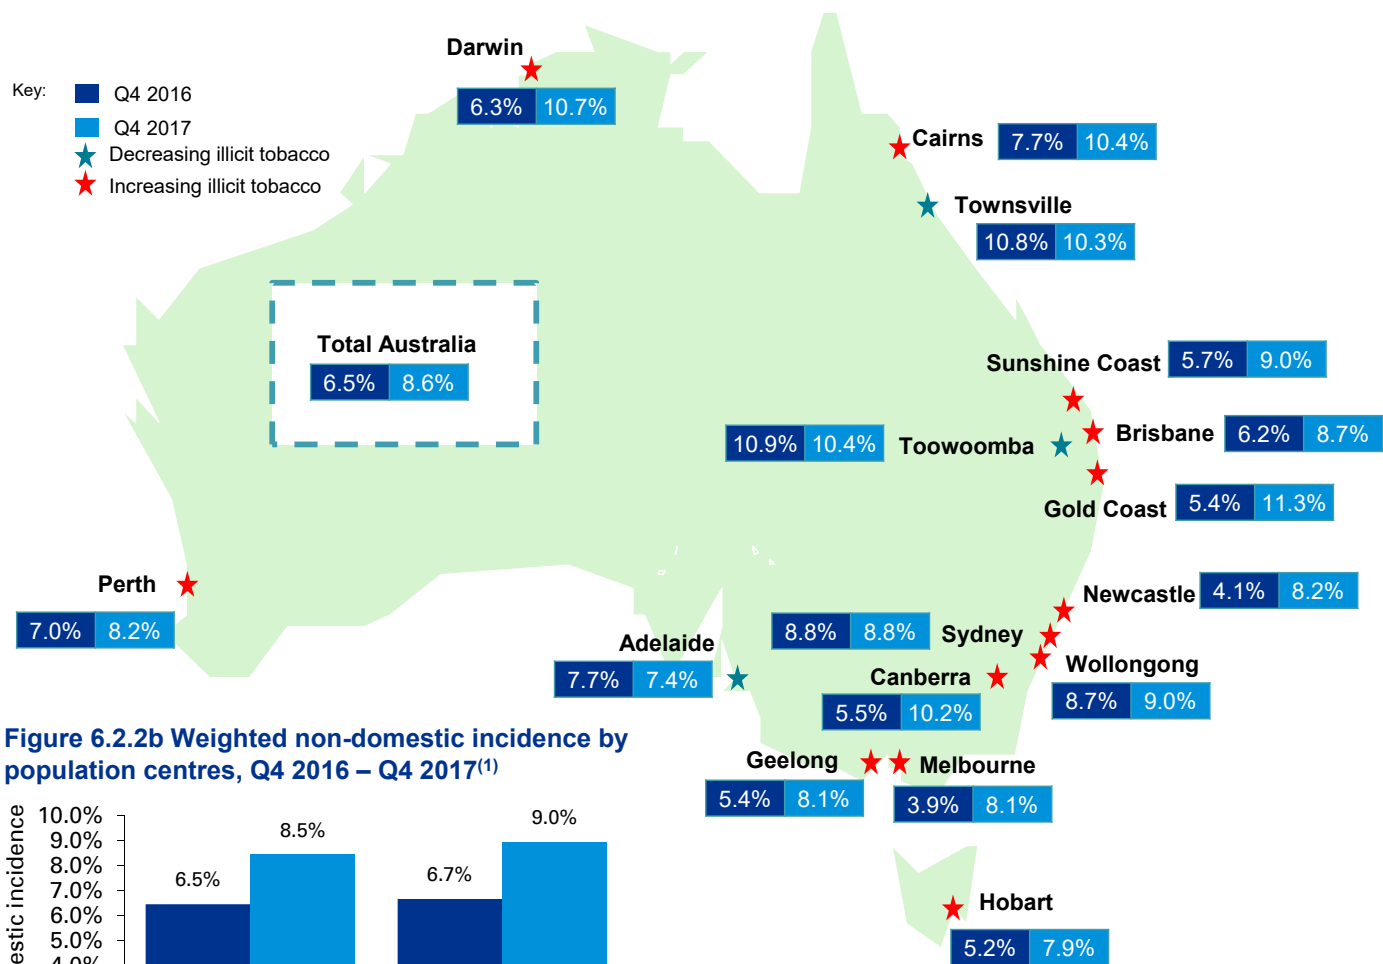 Darwin
6.3% 10.7%
Key:
Q4 2016
Q4 2017
Decreasing illicit tobacco
Increasing illicit tobacco
Cairns 7.7% 10.4%
Townsville
10.8% 10.3%
Total Australia
6.5% 8.6%
Sunshine Coast 5.7% 9.0%
10.9% 10.4% Toowoomba
Brisbane 6.2% 8.7%
Gold Coast 5.4% 11.3%
Perth
7.0% 8.2%
Newcastle 4.1% 8.2%
8.8% 8.8% Sydney
Adelaide
7.7% 7.4%
Wollongong
8.7% 9.0%
Canberra
5.5% 10.2%
Geelong
5.4% 8.1%
Melbourne
3.9% 8.1%
Hobart
5.2% 7.9%
Figure 6.2.2b Weighted non-domestic incidence by
population centres, Q4 2016 – Q4 2017(1)
10.0%
9.0%
8.0%
7.0%
6.0%
5.0%
4.0%
6.5%
8.5%
6.7%
9.0%
incidence